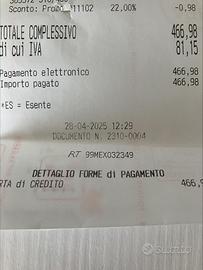 Sconto: Promo_M1102 22,00% -0,98
TOTALE COMPLESSIVO 466,98
di cui IVA 81,15
Pagamento elettronico 466,98
Importo pagato 466,98
*ES = Esente
28-04-2025 12:29
DOCUMENTO N. 2310-0004
RT 99MEX032349
DETTAGLIO FORME di PAGAMENTO
RTA di CREDITO 466,9
subito